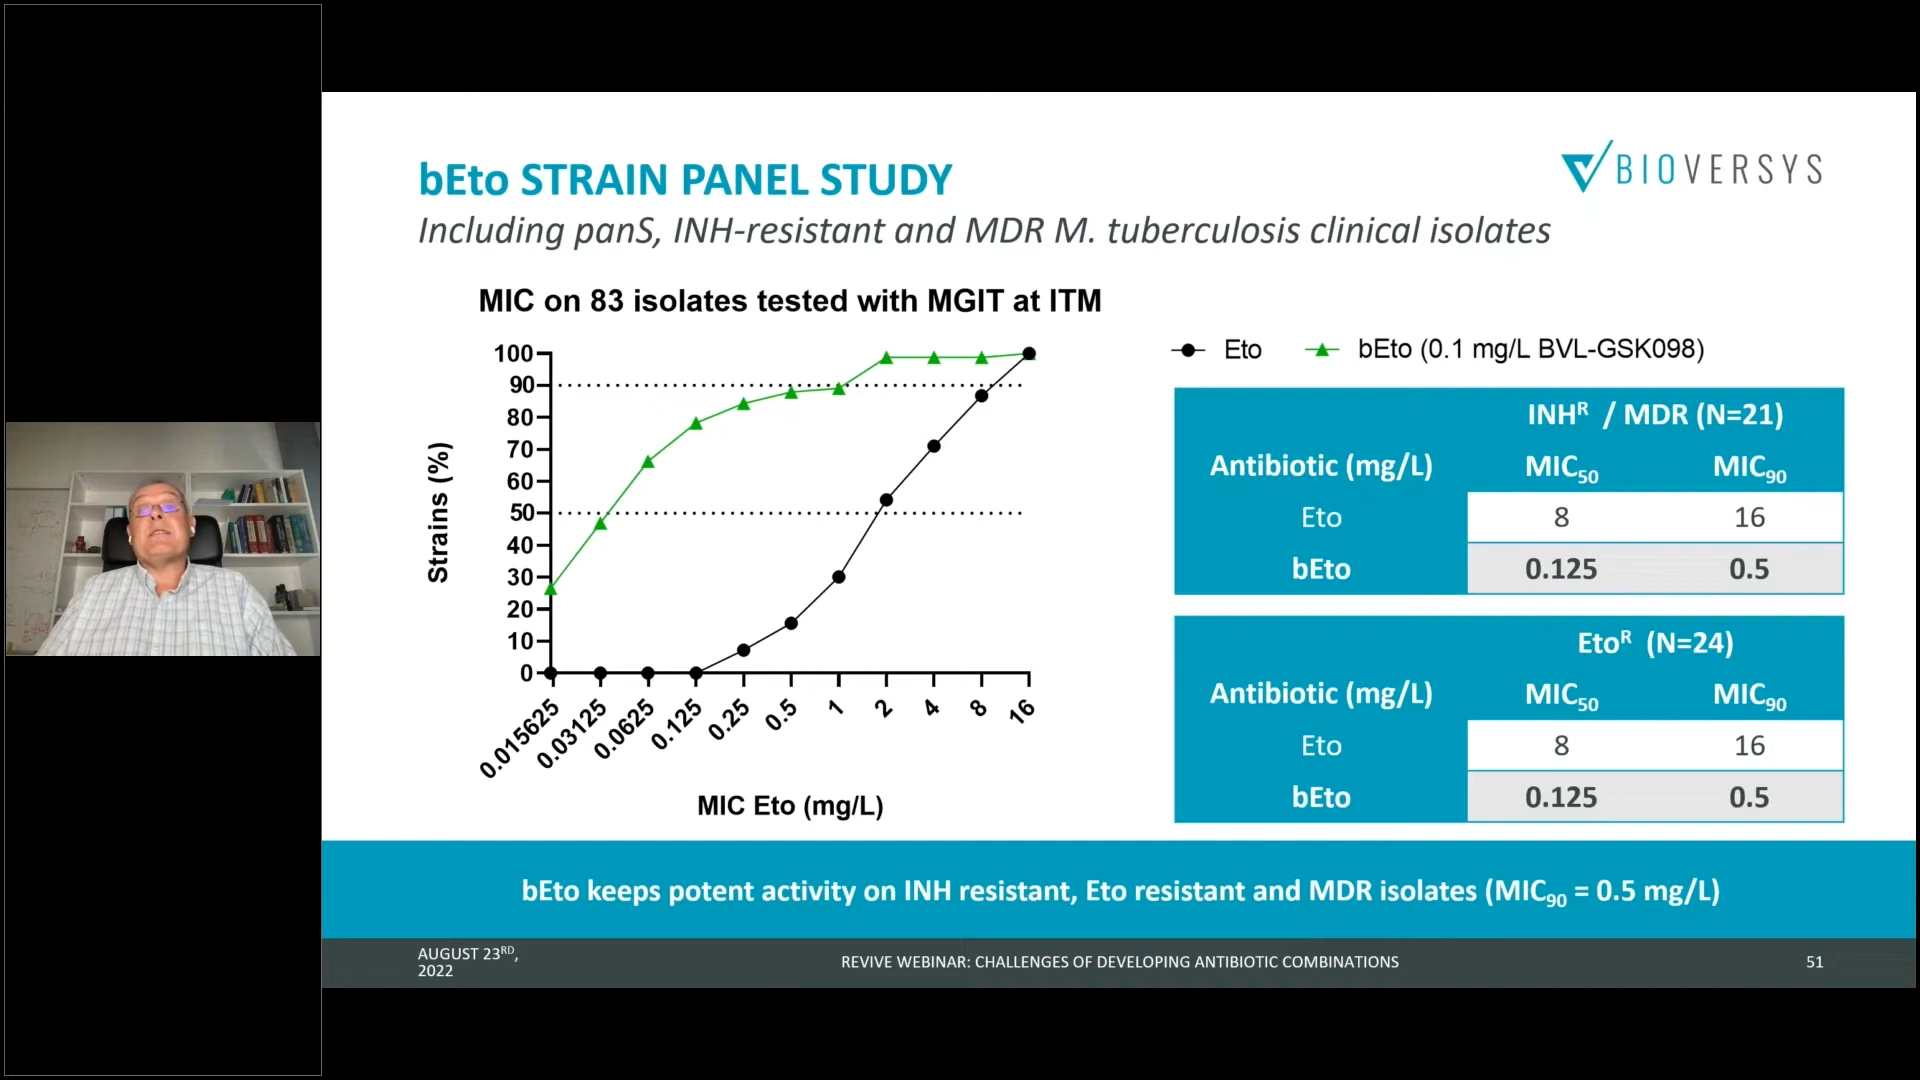 bEto STRAIN PANEL STUDY
BIOVERSYS
Including panS, INH-resistant and MDR M. tuberculosis clinical isolates
MIC on 83 isolates tested with MGIT at ITM
Strains (%)
100
90
80
70
60
50
40
30
20
10
0
0.015625
0.03125
0.0625
0.125
0.25
0.5
1
2
4
8
16
MIC Eto (mg/L)
Eto
bEto (0.1 mg/L BVL-GSK098)
INHᴿ / MDR (N=21)
Antibiotic (mg/L) MIC₅₀ MIC₉₀
Eto 8 16
bEto 0.125 0.5
Etoᴿ (N=24)
Antibiotic (mg/L) MIC₅₀ MIC₉₀
Eto 8 16
bEto 0.125 0.5
bEto keeps potent activity on INH resistant, Eto resistant and MDR isolates (MIC₉₀ = 0.5 mg/L)
AUGUST 23ᴿᴰ,
2022
REVIVE WEBINAR: CHALLENGES OF DEVELOPING ANTIBIOTIC COMBINATIONS
51